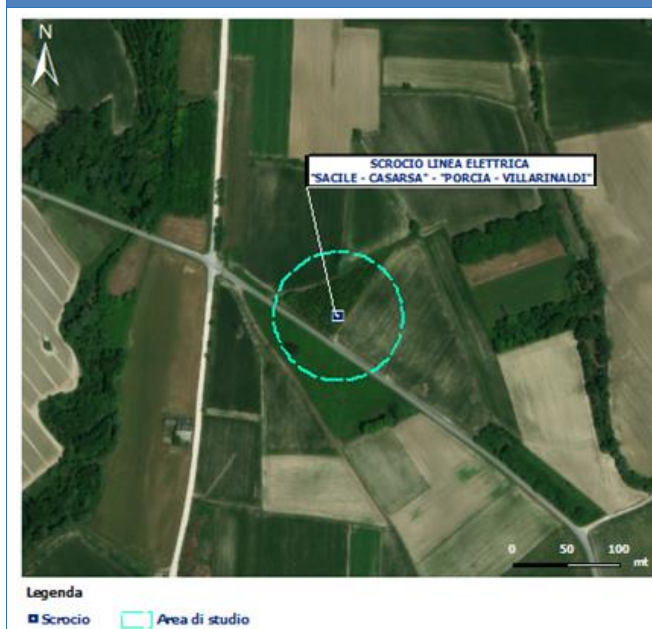 N
SCROCIO LINEA ELETTRICA
"SACILE - CASARSA" - "PORCIA - VILLARINALDI"
0 50 100
mt
Legenda
Scrocio Area di studio